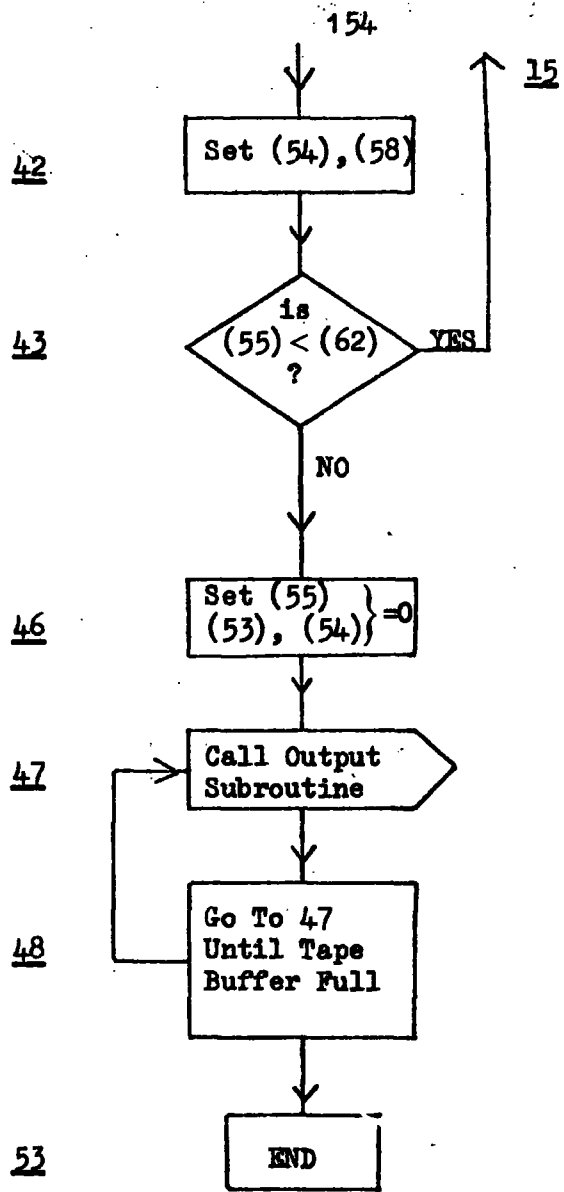 154
15
42
Set (54),(58)
43
is
(55) < (62)
?
YES
NO
46
Set (55)
(53), (54)} =0
47
Call Output
Subroutine
48
Go To 47
Until Tape
Buffer Full
53
END